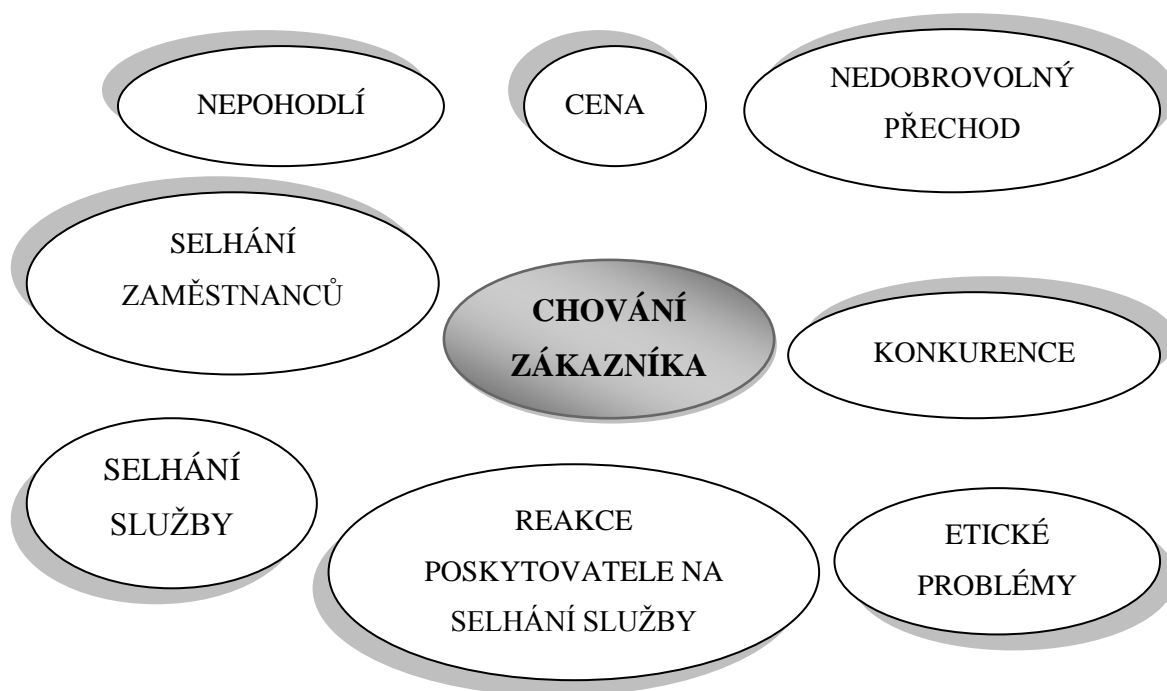 NEPOHODLÍ
CENA
NEDOBROVOLNÝ
PŘECHOD
SELHÁNÍ
ZAMĚSTNANCŮ
CHOVÁNÍ
ZÁKAZNÍKA
KONKURENCE
SELHÁNÍ
SLUŽBY
REAKCE
POSKYTOVATELE NA
SELHÁNÍ SLUŽBY
ETICKÉ
PROBLÉMY